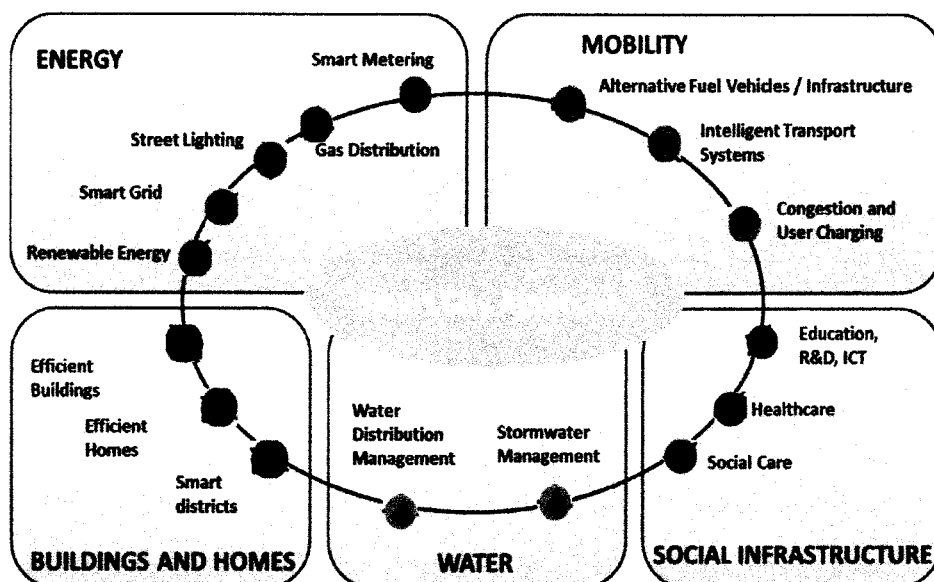 ENERGY
Smart Metering
Street Lighting
Gas Distribution
Smart Grid
Renewable Energy
MOBILITY
Alternative Fuel Vehicles / Infrastructure
Intelligent Transport
Systems
Congestion and
User Charging
Efficient
Buildings
Efficient
Homes
Smart
districts
BUILDINGS AND HOMES
Water
Distribution
Management
Stormwater
Management
WATER
Education,
R&D, ICT
Healthcare
Social Care
SOCIAL INFRASTRUCTURE